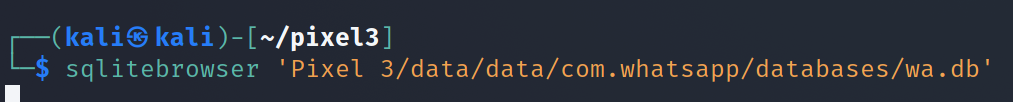 ┌──(kali㉿kali)-[~/pixel3]
└─$ sqlitebrowser 'Pixel 3/data/data/com.whatsapp/databases/wa.db'